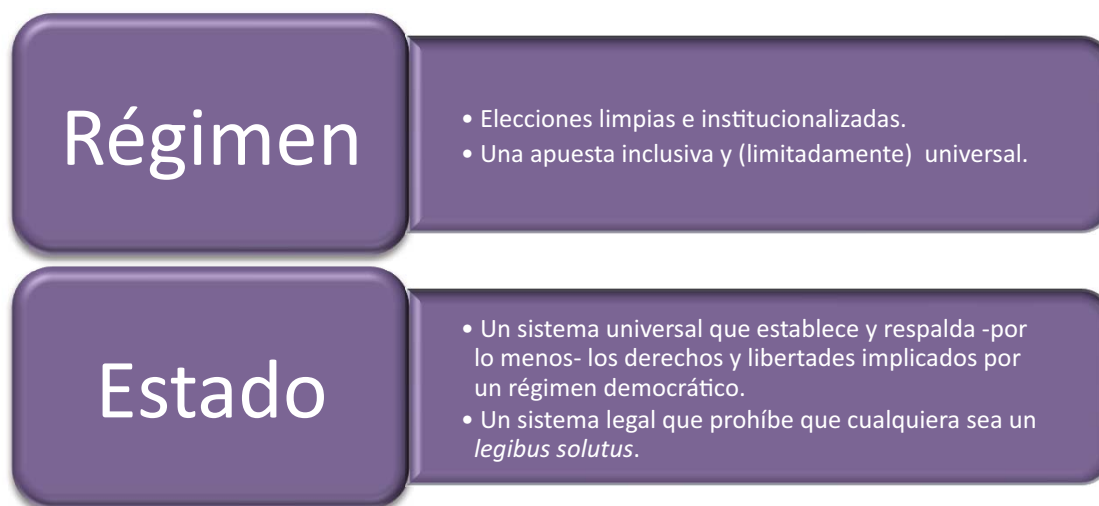 Régimen
• Elecciones limpias e institucionalizadas.
• Una apuesta inclusiva y (limitadamente) universal.
Estado
• Un sistema universal que establece y respalda -por
lo menos- los derechos y libertades implicados por
un régimen democrático.
• Un sistema legal que prohíbe que cualquiera sea un
legibus solutus.